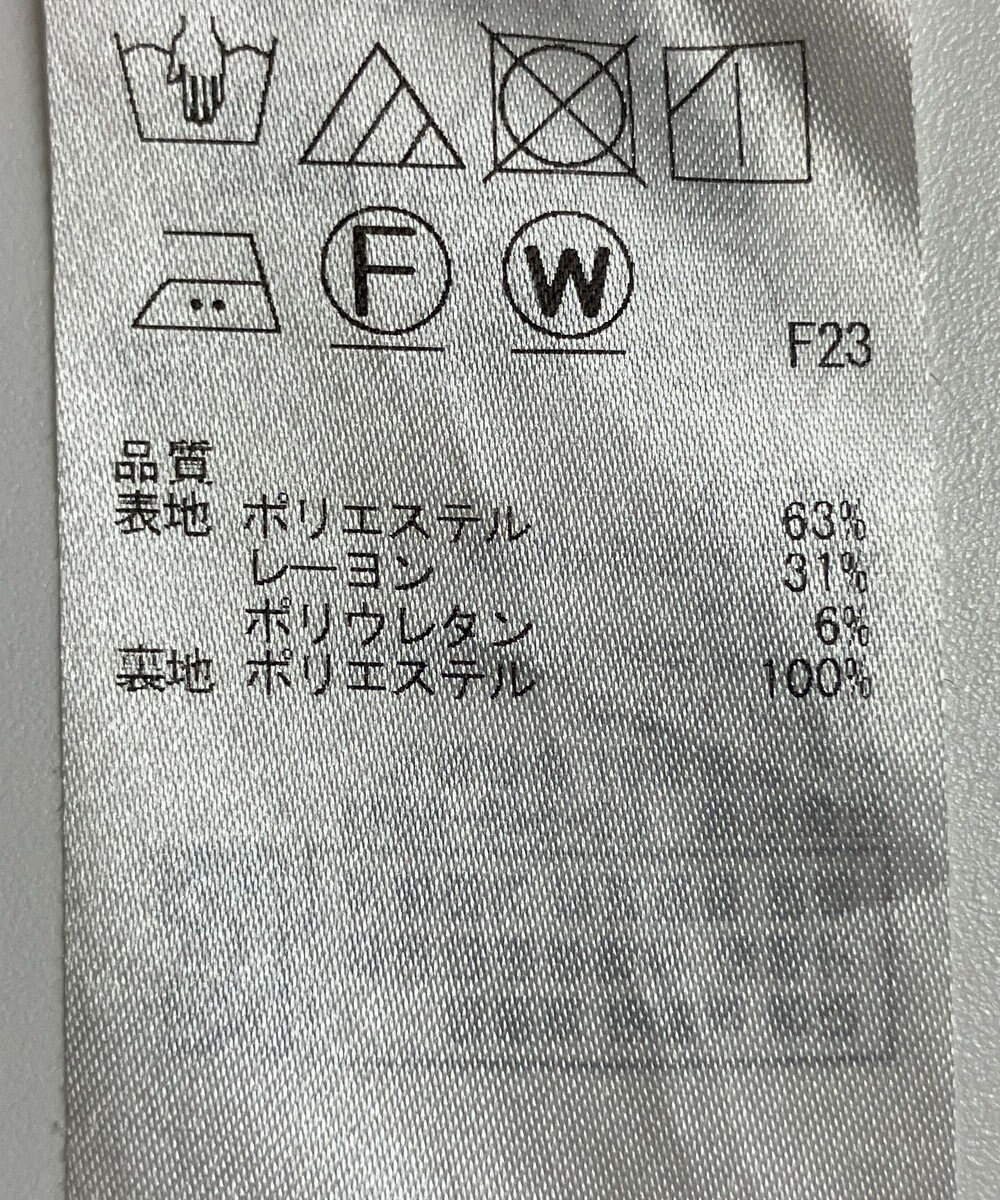 F W
F23
品質
表地 ポリエステル 63%
レーヨン 31%
ポリウレタン 6%
裏地 ポリエステル 100%